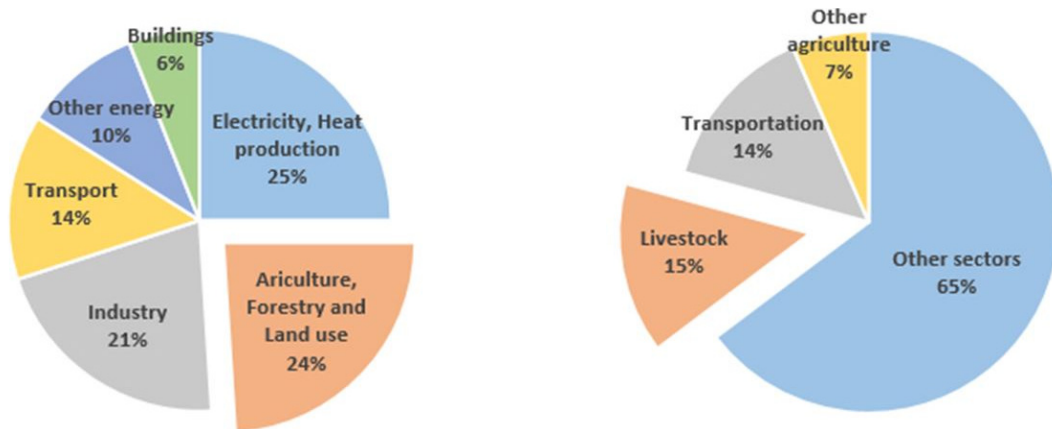 Buildings
6%
Other energy
10%
Electricity, Heat
production
25%
Transport
14%
Industry
21%
Ariculture,
Forestry and
Land use
24%
Other
agriculture
7%
Transportation
14%
Livestock
15%
Other sectors
65%